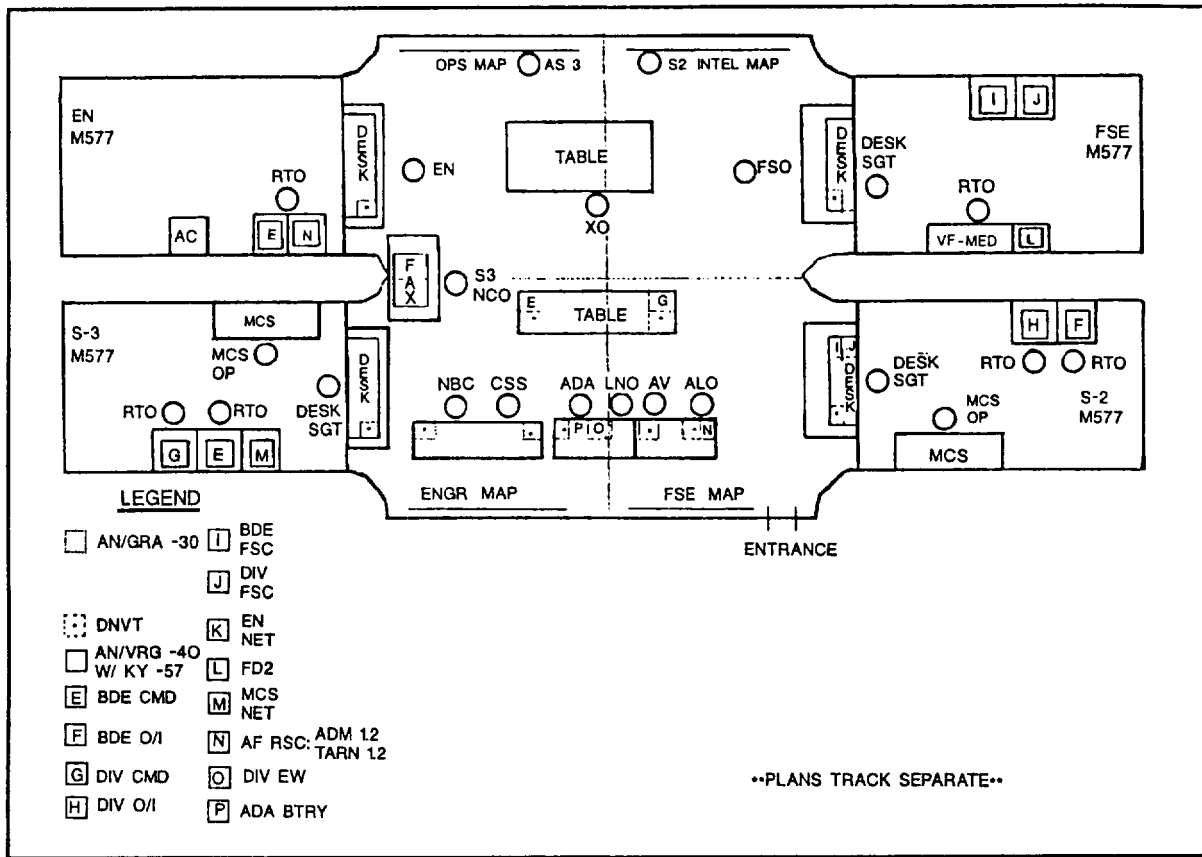 OPS MAP
AS 3
S2 INTEL MAP
EN
M577
RTO
AC
E
N
DESK
EN
TABLE
XO
FSO
DESK
DESK
SGT
I
J
FSE
M577
RTO
VF-MED
L
FAX
S3
NCO
E
TABLE
G
S-3
M577
MCS
MCS
OP
RTO
RTO
DESK
SGT
G
E
M
DESK
NBC
CSS
ADA
LNO
AV
ALO
P
I
O
N
I
J
DESK
DESK
SGT
H
F
RTO
RTO
MCS
OP
S-2
M577
MCS
ENGR MAP
FSE MAP
ENTRANCE
LEGEND
AN/GRA -30
DNVT
AN/VRG -40
W/ KY -57
E BDE CMD
F BDE O/I
G DIV CMD
H DIV O/I
I BDE
FSC
J DIV
FSC
K EN
NET
L FD2
M MCS
NET
N AF RSC: ADM 1.2
TARN 1.2
O DIV EW
P ADA BTRY
••PLANS TRACK SEPARATE••